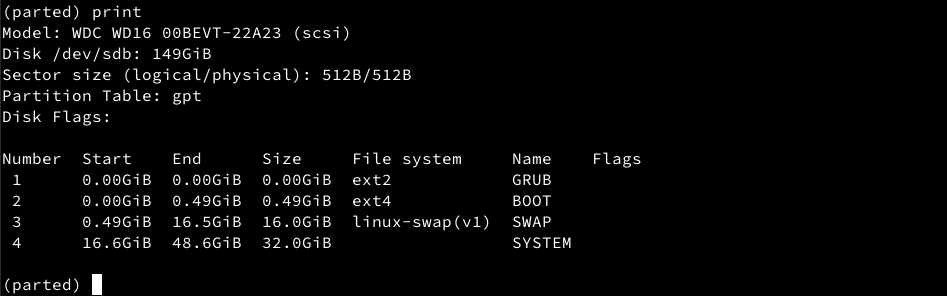 (parted) print
Model: WDC WD16 00BEVT-22A23 (scsi)
Disk /dev/sdb: 149GiB
Sector size (logical/physical): 512B/512B
Partition Table: gpt
Disk Flags:

Number  Start    End      Size     File system     Name    Flags
 1      0.00GiB  0.00GiB  0.00GiB  ext2            GRUB
 2      0.00GiB  0.49GiB  0.49GiB  ext4            BOOT
 3      0.49GiB  16.5GiB  16.0GiB  linux-swap(v1)  SWAP
 4      16.6GiB  48.6GiB  32.0GiB                  SYSTEM

(parted)